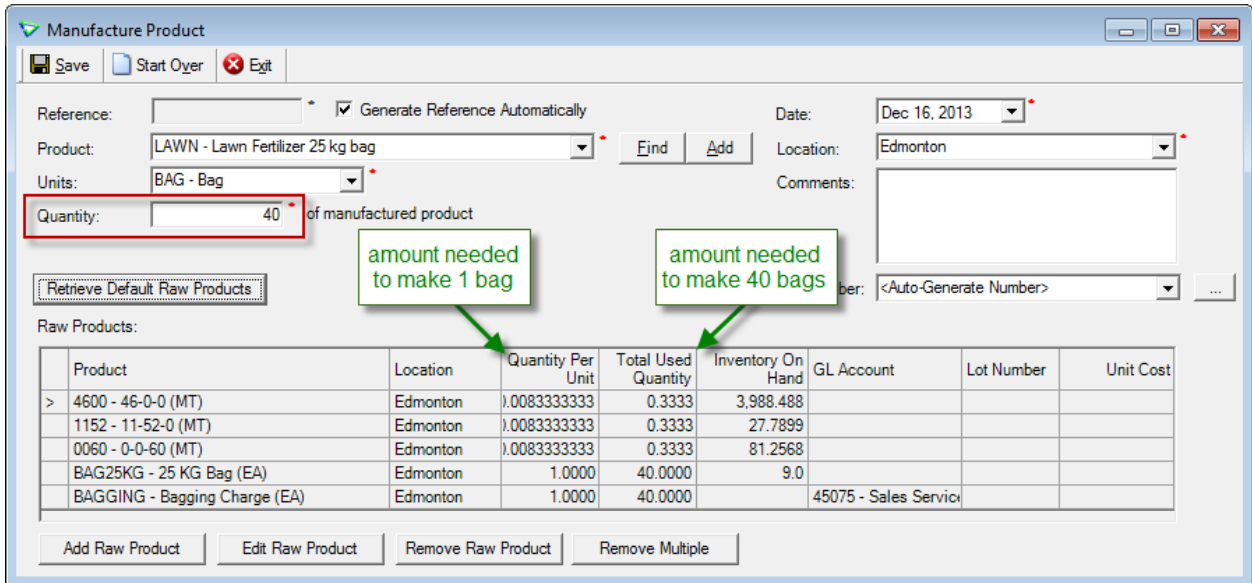 Manufacture Product
Save Start Over Exit
Reference: * Generate Reference Automatically Date: Dec 16, 2013 *
Product: LAWN - Lawn Fertilizer 25 kg bag * Find Add Location: Edmonton *
Units: BAG - Bag * Comments:
Quantity: 40 * of manufactured product
amount needed
to make 1 bag
amount needed
to make 40 bags
Retrieve Default Raw Products <Auto-Generate Number> ...
Raw Products:
Product Location Quantity Per Unit Total Used Quantity Inventory On Hand GL Account Lot Number Unit Cost
> 4600 - 46-0-0 (MT) Edmonton .0083333333 0.3333 3,988.488
1152 - 11-52-0 (MT) Edmonton .0083333333 0.3333 27.7899
0060 - 0-0-60 (MT) Edmonton .0083333333 0.3333 81.2568
BAG25KG - 25 KG Bag (EA) Edmonton 1.0000 40.0000 9.0
BAGGING - Bagging Charge (EA) Edmonton 1.0000 40.0000 45075 - Sales Service
Add Raw Product Edit Raw Product Remove Raw Product Remove Multiple